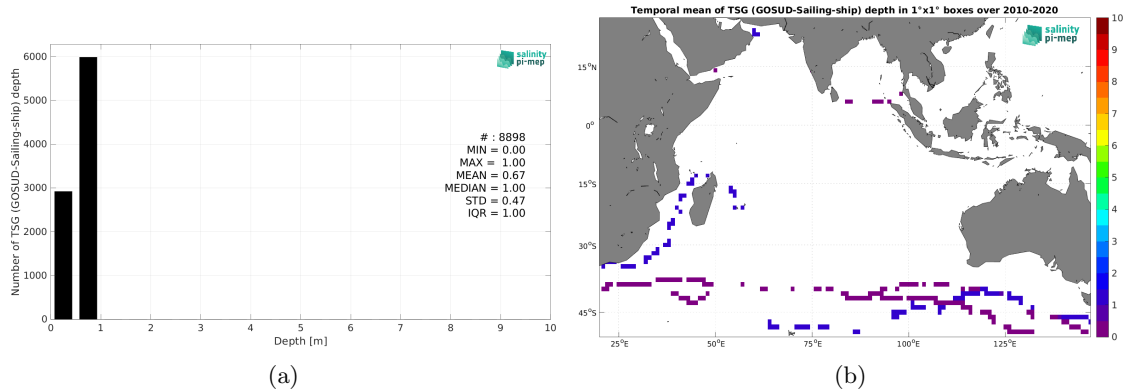 Number of TSG (GOSUD-Sailing-ship) depth
6000
5000
4000
3000
2000
1000
0
salinity
pi-mep
# : 8898
MIN = 0.00
MAX = 1.00
MEAN = 0.67
MEDIAN = 1.00
STD = 0.47
IQR = 1.00
0 1 2 3 4 5 6 7 8 9 10
Depth [m]
(a)
Temporal mean of TSG (GOSUD-Sailing-ship) depth in 1°x1° boxes over 2010-2020
salinity
pi-mep
15°N
0°
15°S
30°S
45°S
25°E 50°E 75°E 100°E 125°E
10
9
8
7
6
5
4
3
2
1
0
(b)